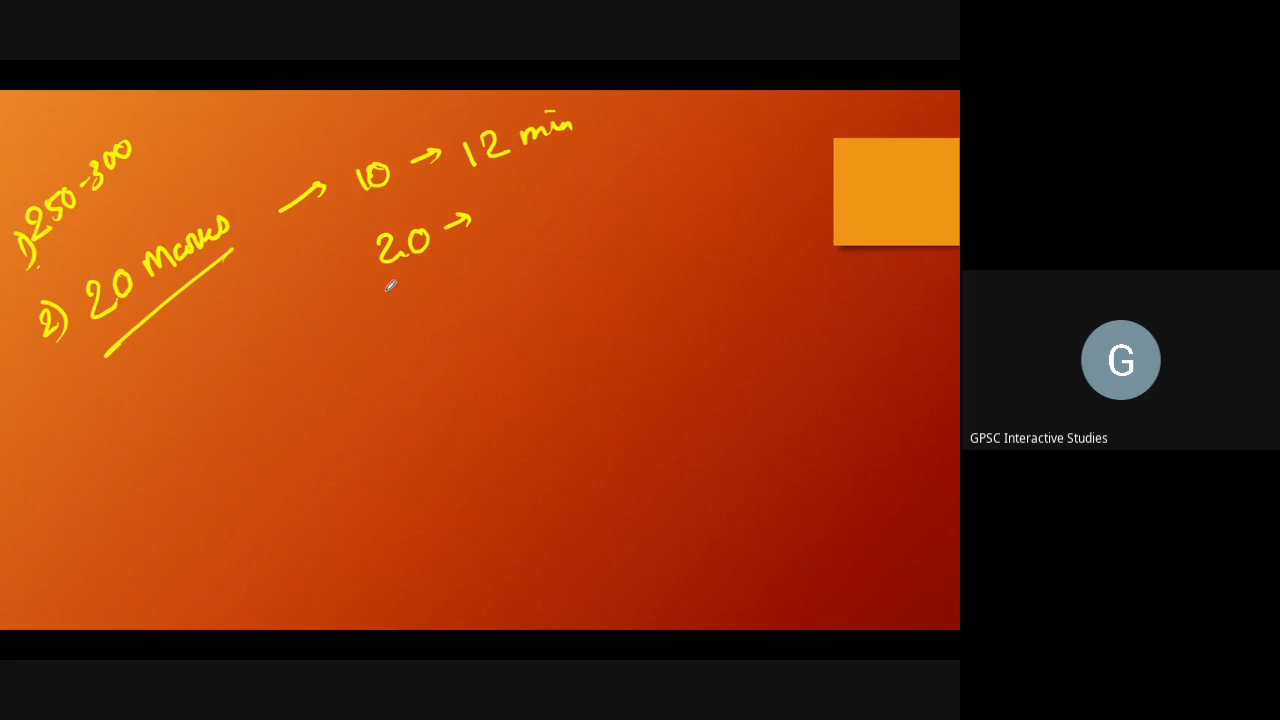 1) 250-300
2) 20 Marks → 10 → 12 min
20 →
G
GPSC Interactive Studies